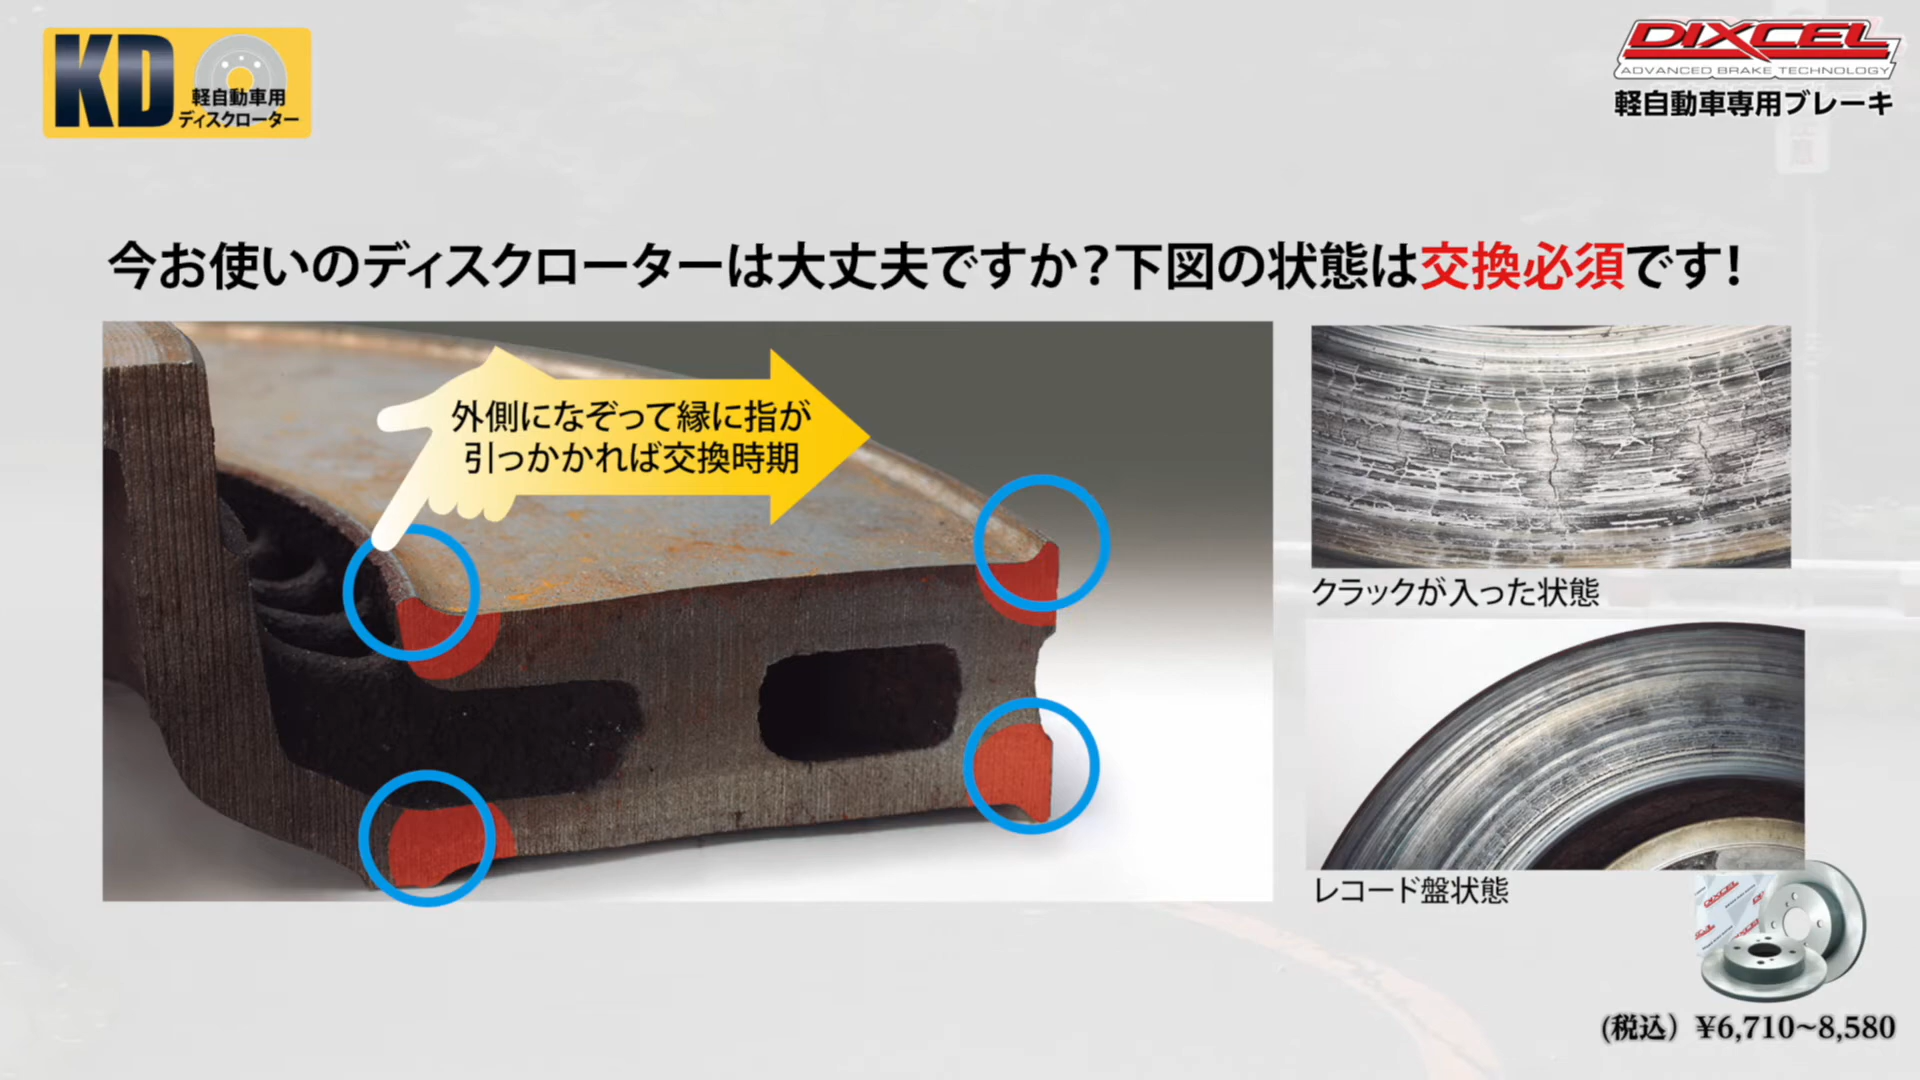 KD
軽自動車用
ディスクローター
DIXCEL
ADVANCED BRAKE TECHNOLOGY
軽自動車専用ブレーキ
今お使いのディスクローターは大丈夫ですか?下図の状態は交換必須です!
外側になぞって縁に指が
引っかかれば交換時期
クラックが入った状態
レコード盤状態
DIXCEL
(税込) ¥6,710~8,580